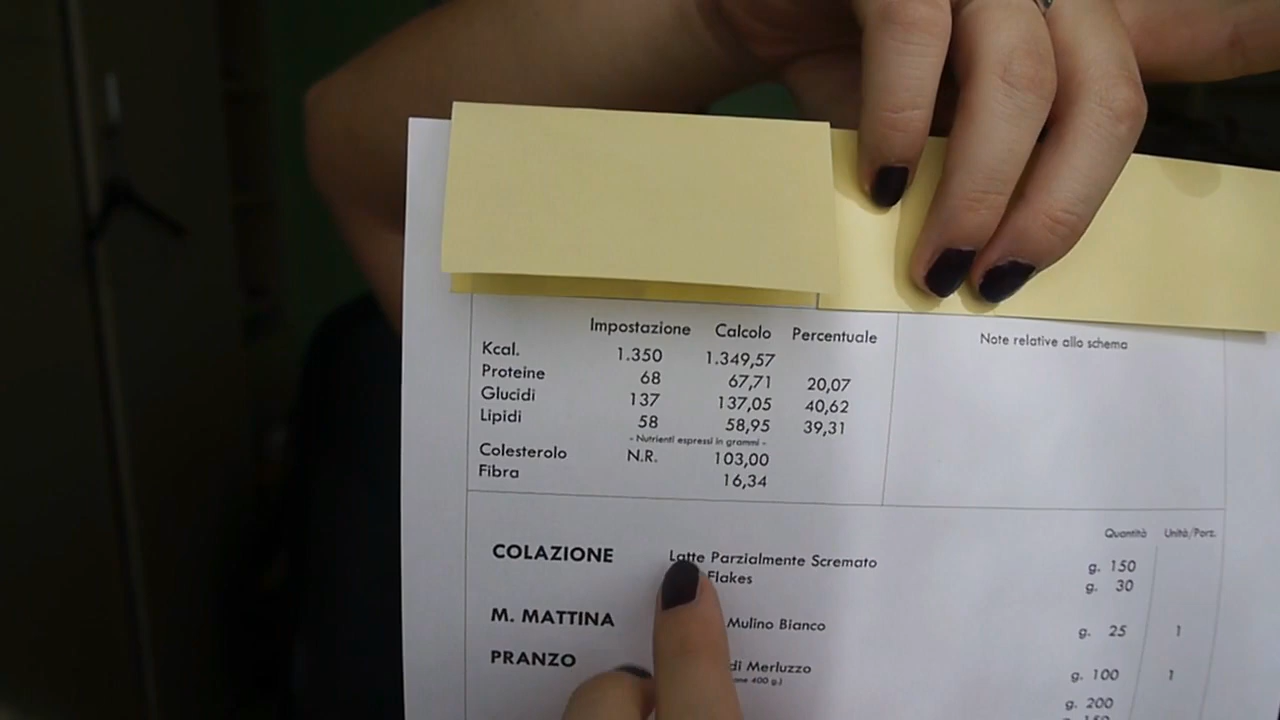 Impostazione Calcolo Percentuale
Kcal. 1.350 1.349,57
Proteine 68 67,71 20,07
Glucidi 137 137,05 40,62
Lipidi 58 58,95 39,31
- Nutrienti espressi in grammi -
Colesterolo N.R. 103,00
Fibra 16,34
Note relative allo schema
Quantità Unità/Porz.
COLAZIONE Latte Parzialmente Scremato g. 150
Flakes g. 30
M. MATTINA Mulino Bianco g. 25 1
PRANZO di Merluzzo g. 100 1
400 g.)
g. 200